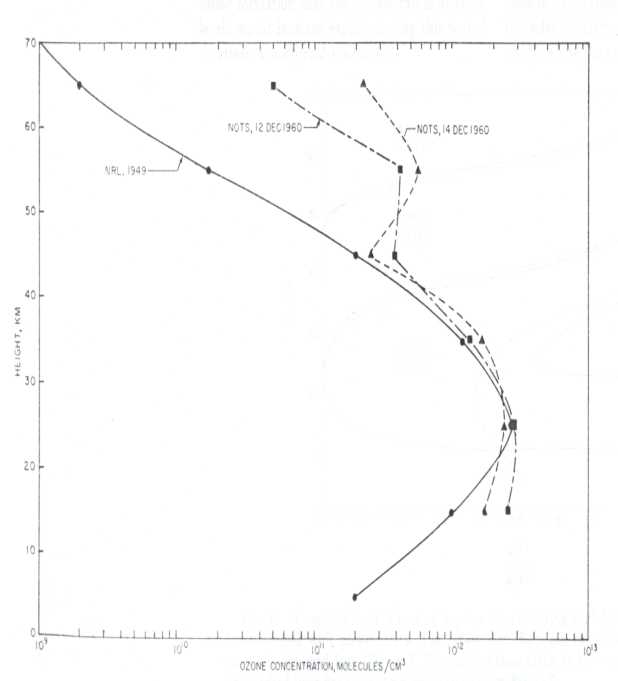 70
60
50
40
30
20
10
0
HEIGHT, KM
NOTS, 12 DEC 1960
NOTS, 14 DEC 1960
NRL, 1949
10⁹
10¹⁰
10¹¹
10¹²
10¹³
OZONE CONCENTRATION, MOLECULES/CM³